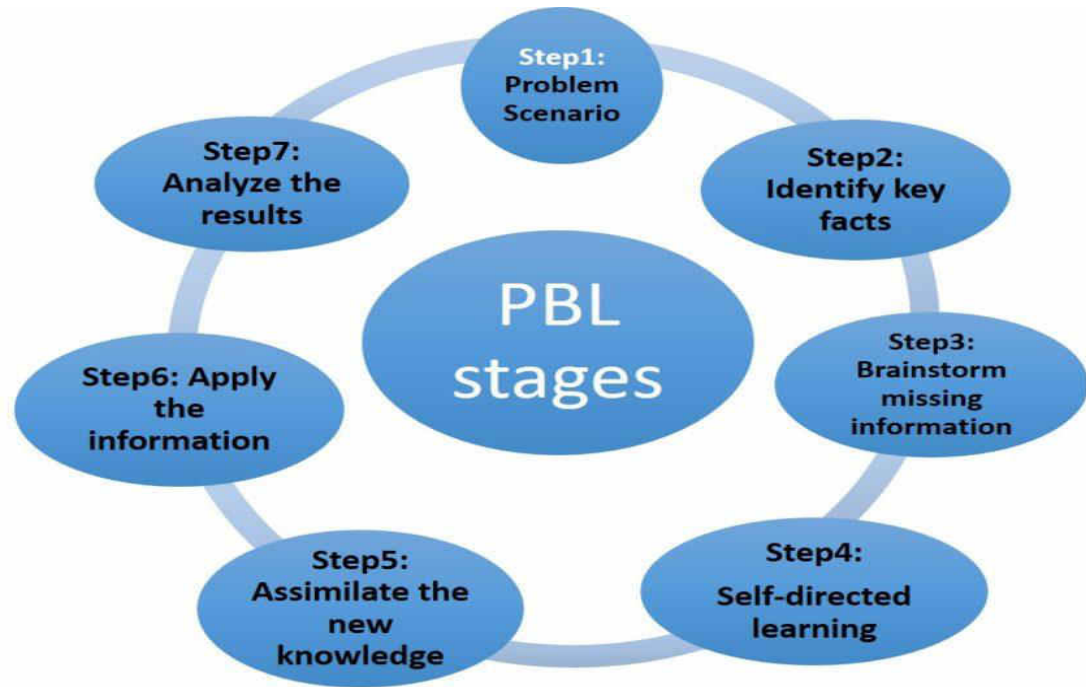 Step1:
Problem
Scenario
Step2:
Identify key
facts
Step3:
Brainstorm
missing
information
Step4:
Self-directed
learning
Step5:
Assimilate the
new
knowledge
Step6: Apply
the
information
Step7:
Analyze the
results
PBL
stages